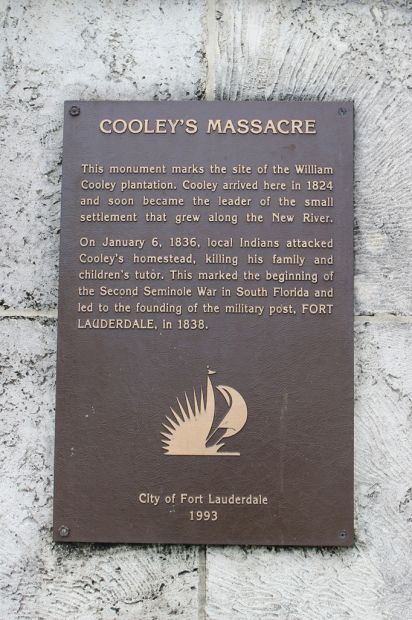 COOLEY'S MASSACRE
This monument marks the site of the William
Cooley plantation. Cooley arrived here in 1824
and soon became the leader of the small
settlement that grew along the New River.
On January 6, 1836, local Indians attacked
Cooley's homestead, killing his family and
children's tutor. This marked the beginning of
the Second Seminole War in South Florida and
led to the founding of the military post, FORT
LAUDERDALE, in 1838.
City of Fort Lauderdale
1993